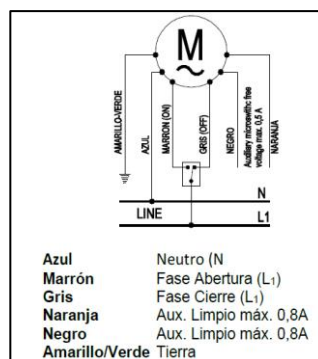 M
~
AMARILLO-VERDE
AZUL
MARRON (ON)
GRIS (OFF)
NEGRO
Auxiliary microswithc free
voltage max. 0,5 A
NARANJA
N
LINE
L1
Azul Neutro (N
Marrón Fase Abertura (L1)
Gris Fase Cierre (L1)
Naranja Aux. Limpio máx. 0,8A
Negro Aux. Limpio máx. 0,8A
Amarillo/Verde Tierra